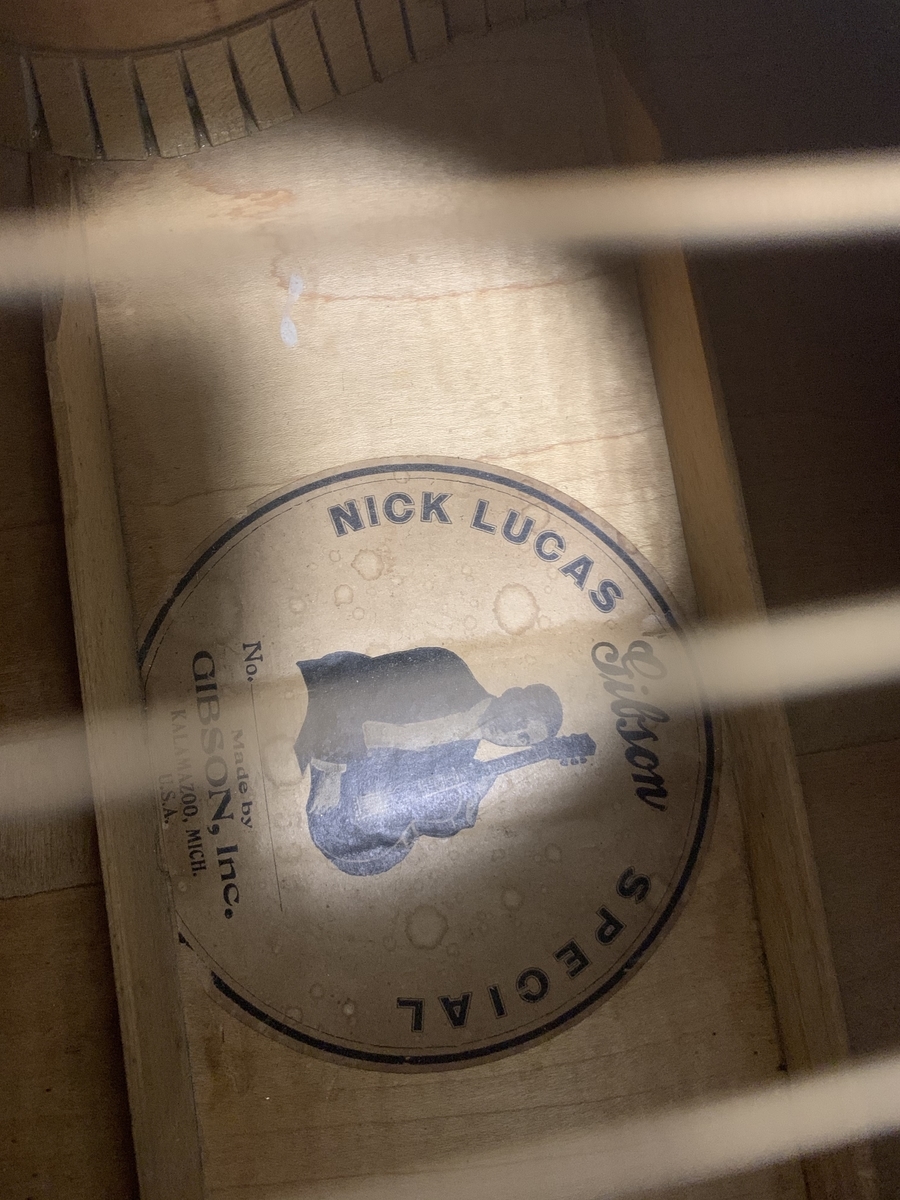 NICK LUCAS
Gibson
SPECIAL
No.
Made by
GIBSON, Inc.
KALAMAZOO, MICH.
U.S.A.